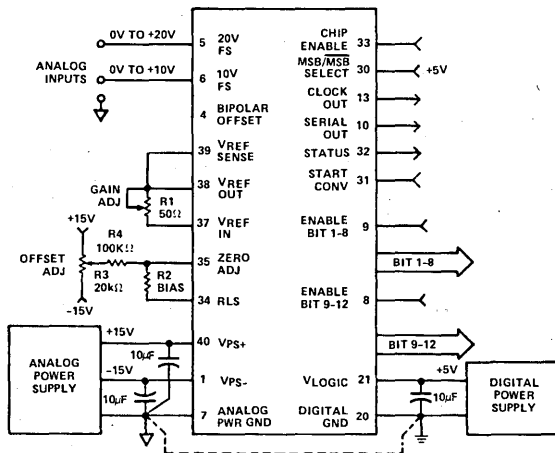 0V TO +20V
5
20V
FS
ANALOG
INPUTS
0V TO +10V
6
10V
FS
4
BIPOLAR
OFFSET
39
VREF
SENSE
GAIN
ADJ
38
VREF
OUT
R1
50Ω
37
VREF
IN
+15V
R4
100KΩ
OFFSET
ADJ
R3
20kΩ
35
ZERO
ADJ
R2
BIAS
34
RLS
-15V
ANALOG
POWER
SUPPLY
+15V
40
VPS+
10μF
-15V
1
VPS-
10μF
7
ANALOG
PWR GND
CHIP
ENABLE
33
MSB/MSB
SELECT
30
+5V
CLOCK
OUT
13
SERIAL
OUT
10
STATUS
32
START
CONV
31
ENABLE
BIT 1-8
9
BIT 1-8
ENABLE
BIT 9-12
8
BIT 9-12
VLOGIC
21
+5V
10μF
DIGITAL
GND
20
DIGITAL
POWER
SUPPLY